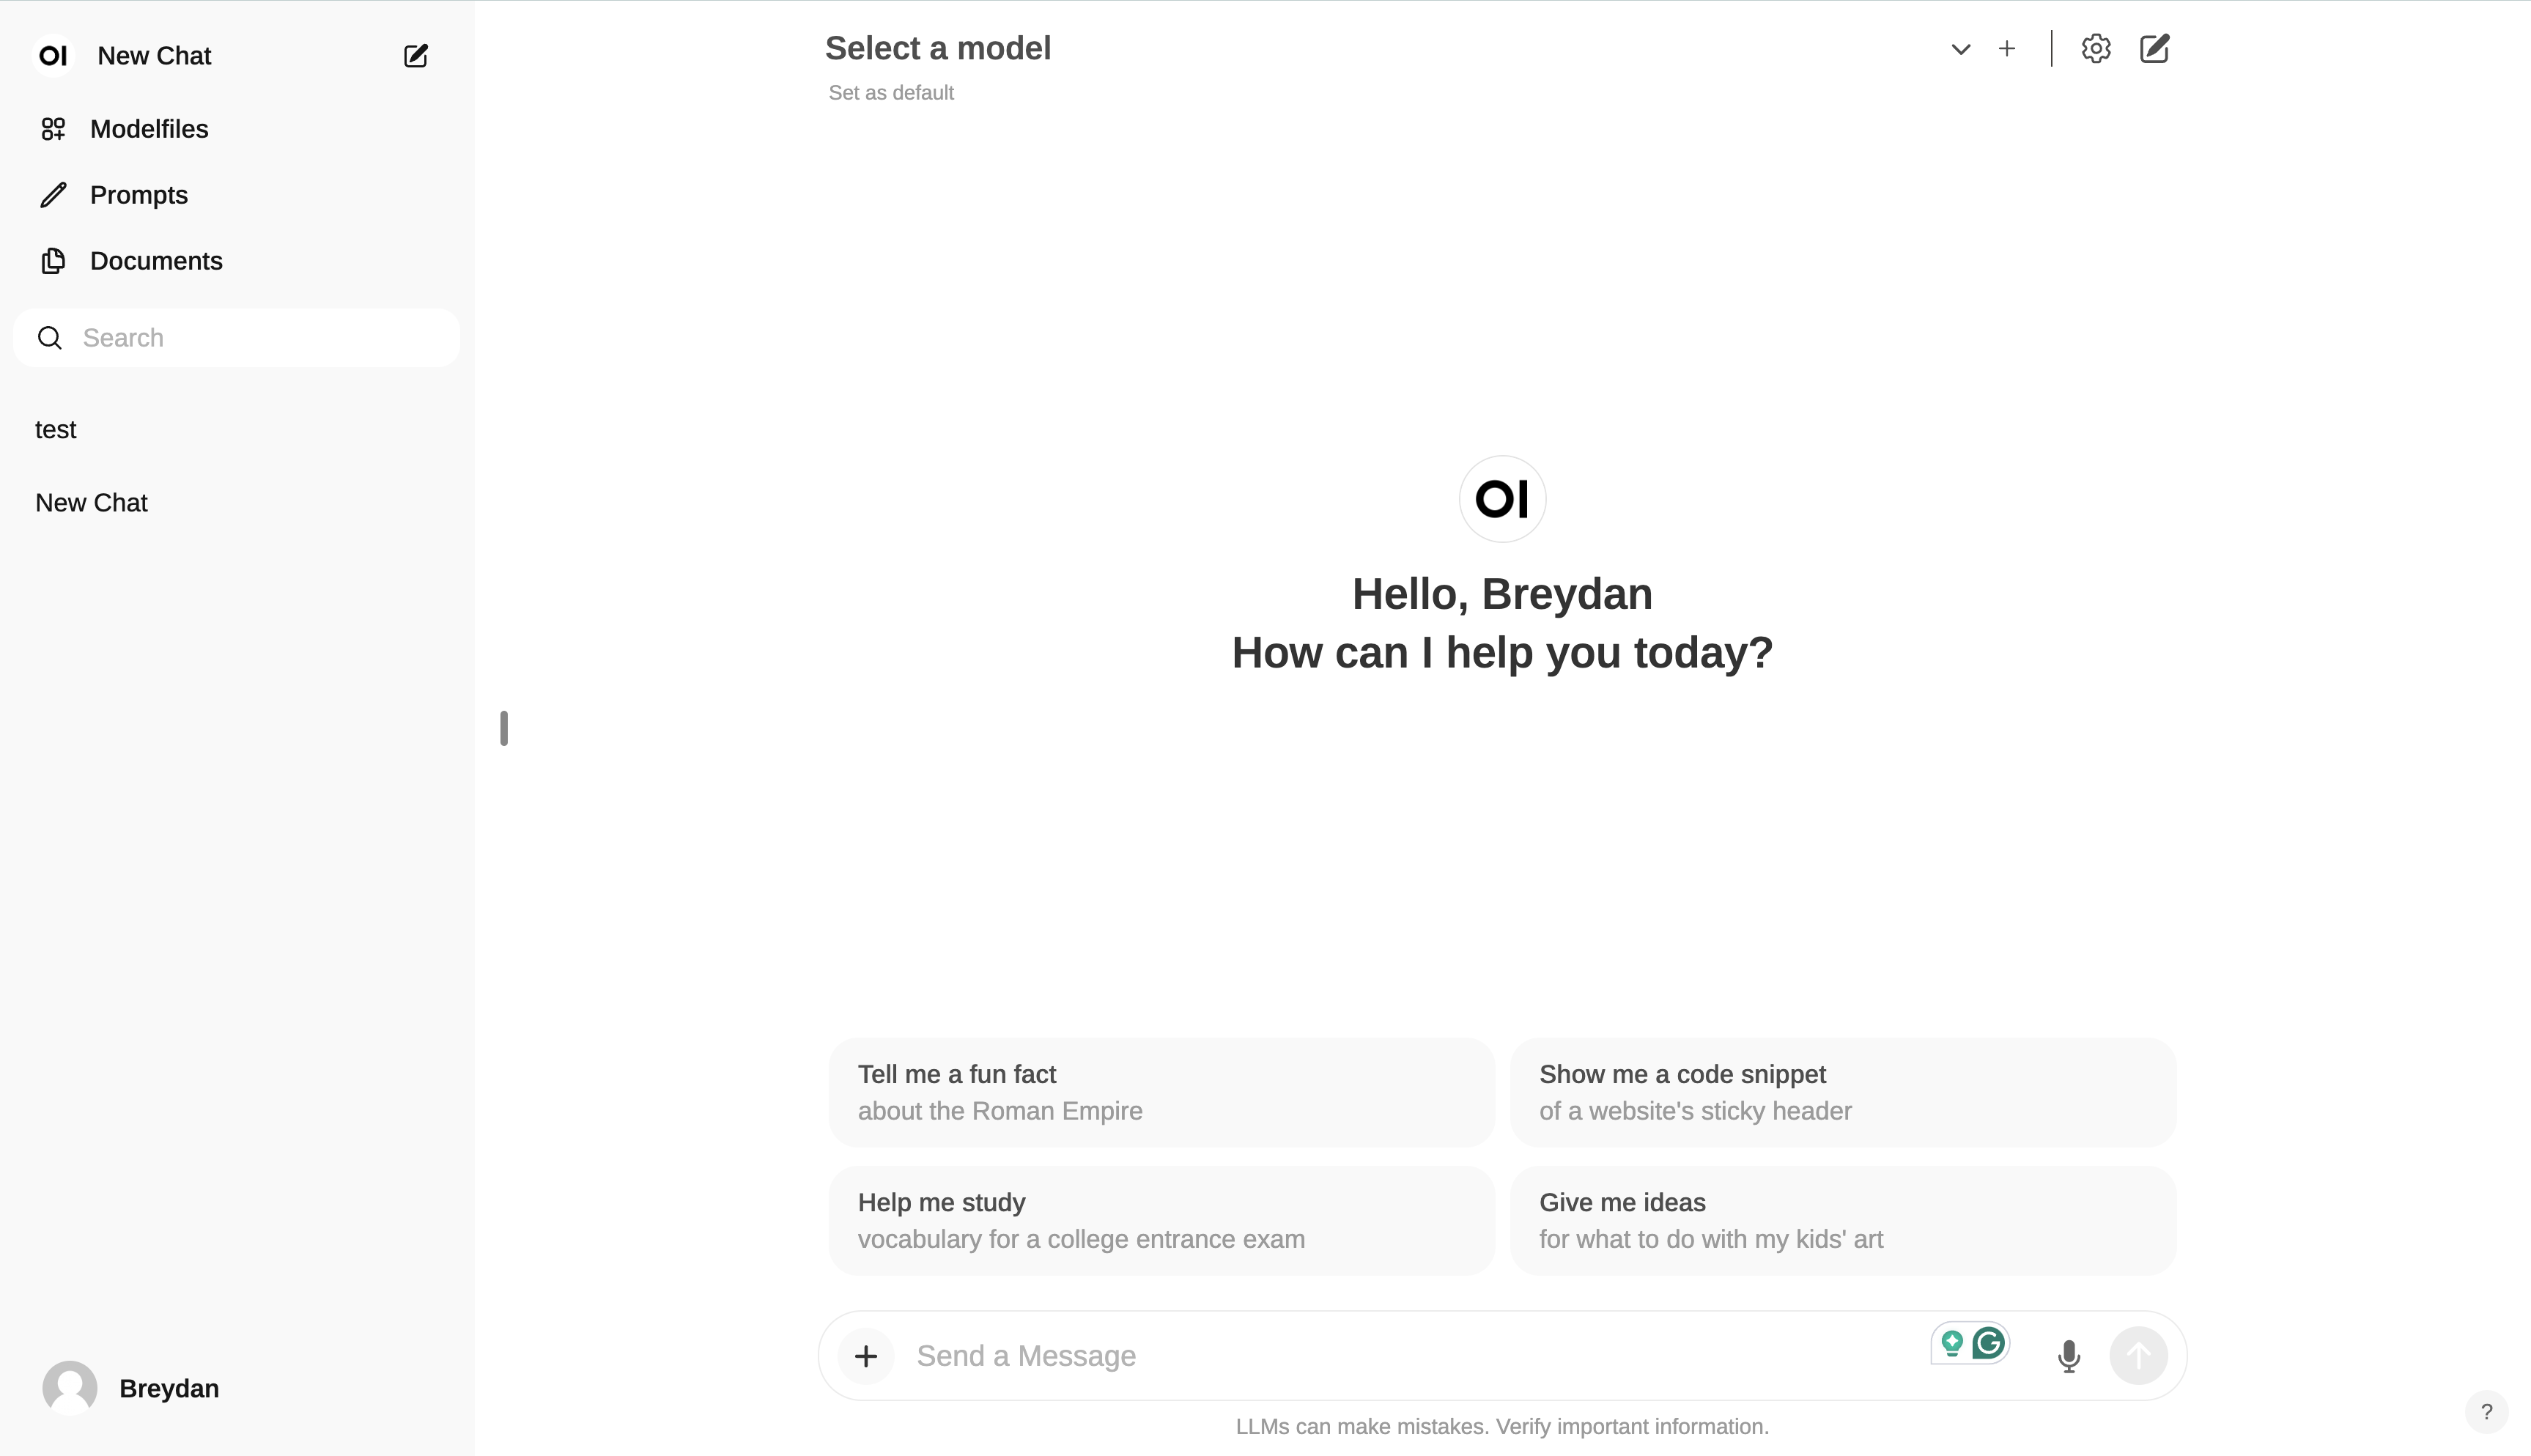 OI New Chat
Modelfiles
Prompts
Documents
Search
test
New Chat
Breydan
Select a model
Set as default
OI
Hello, Breydan
How can I help you today?
Tell me a fun fact
about the Roman Empire
Show me a code snippet
of a website's sticky header
Help me study
vocabulary for a college entrance exam
Give me ideas
for what to do with my kids' art
Send a Message
LLMs can make mistakes. Verify important information.
?